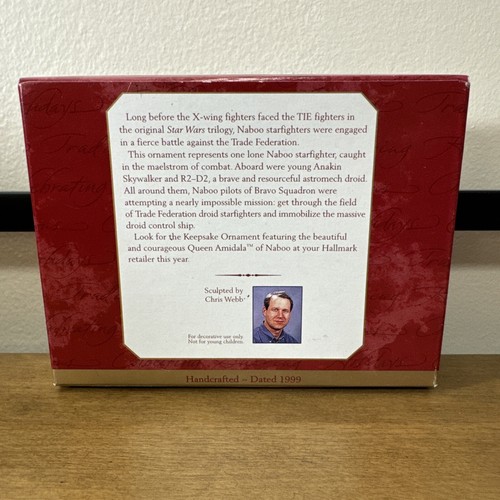 Long before the X-wing fighters faced the TIE fighters in
the original Star Wars trilogy, Naboo starfighters were engaged
in a fierce battle against the Trade Federation.
This ornament represents one lone Naboo starfighter, caught
in the maelstrom of combat. Aboard were young Anakin
Skywalker and R2-D2, a brave and resourceful astromech droid.
All around them, Naboo pilots of Bravo Squadron were
attempting a nearly impossible mission: get through the field
of Trade Federation droid starfighters and immobilize the massive
droid control ship.
Look for the Keepsake Ornament featuring the beautiful
and courageous Queen Amidala™ of Naboo at your Hallmark
retailer this year.
Sculpted by
Chris Webb
For decorative use only.
Not for young children.
Handcrafted – Dated 1999